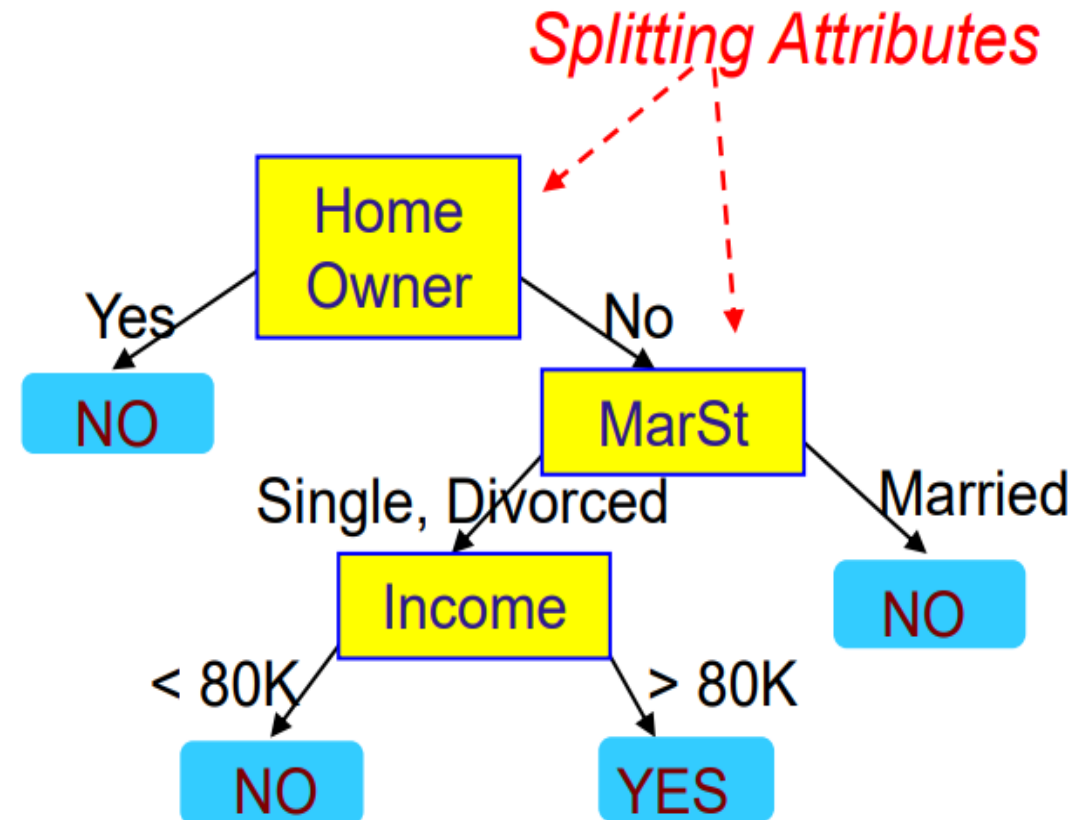 Splitting Attributes
Home
Owner
Yes
No
NO
MarSt
Single, Divorced
Married
Income
NO
< 80K
> 80K
NO
YES